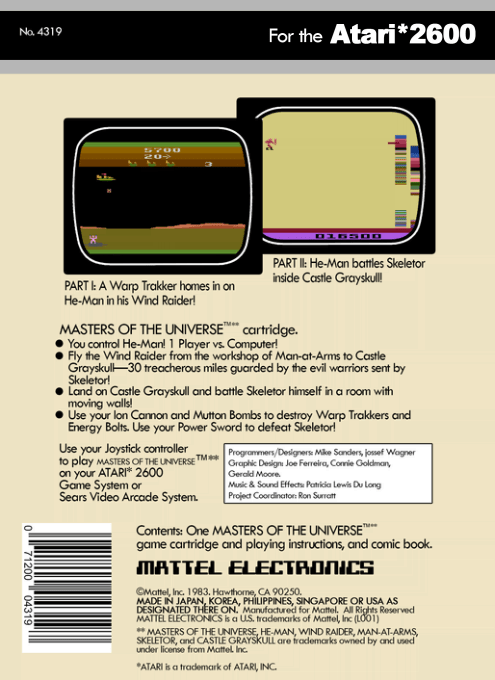 No. 4319
For the Atari*2600
5700
20
3
016500
PART I: A Warp Trakker homes in on
He-Man in his Wind Raider!
PART II: He-Man battles Skeletor
inside Castle Grayskull!
MASTERS OF THE UNIVERSE™** cartridge.
● You control He-Man! 1 Player vs. Computer!
● Fly the Wind Raider from the workshop of Man-at-Arms to Castle
Grayskull—30 treacherous miles guarded by the evil warriors sent by
Skeletor!
● Land on Castle Grayskull and battle Skeletor himself in a room with
moving walls!
● Use your Ion Cannon and Mutton Bombs to destroy Warp Trakkers and
Energy Bolts. Use your Power Sword to defeat Skeletor!
Use your Joystick controller
to play MASTERS OF THE UNIVERSE™**
on your ATARI* 2600
Game System or
Sears Video Arcade System.
Programmers/Designers: Mike Sanders, jossef Wagner
Graphic Design: Joe Ferreira, Connie Goldman,
Gerald Moore.
Music & Sound Effects: Patricia Lewis Du Long
Project Coordinator: Ron Surratt
0 71200 04319
Contents: One MASTERS OF THE UNIVERSE™**
game cartridge and playing instructions, and comic book.
MATTEL ELECTRONICS
©Mattel, Inc. 1983. Hawthorne, CA 90250.
MADE IN JAPAN, KOREA, PHILIPPINES, SINGAPORE OR USA AS
DESIGNATED THERE ON. Manufactured for Mattel. All Rights Reserved
MATTEL ELECTRONICS is a U.S. trademarks of Mattel, Inc (L001)
** MASTERS OF THE UNIVERSE, HE-MAN, WIND RAIDER, MAN-AT-ARMS,
SKELETOR, and CASTLE GRAYSKULL are trademarks owned by and used
under license from Mattel. Inc.
*ATARI is a trademark of ATARI, INC.